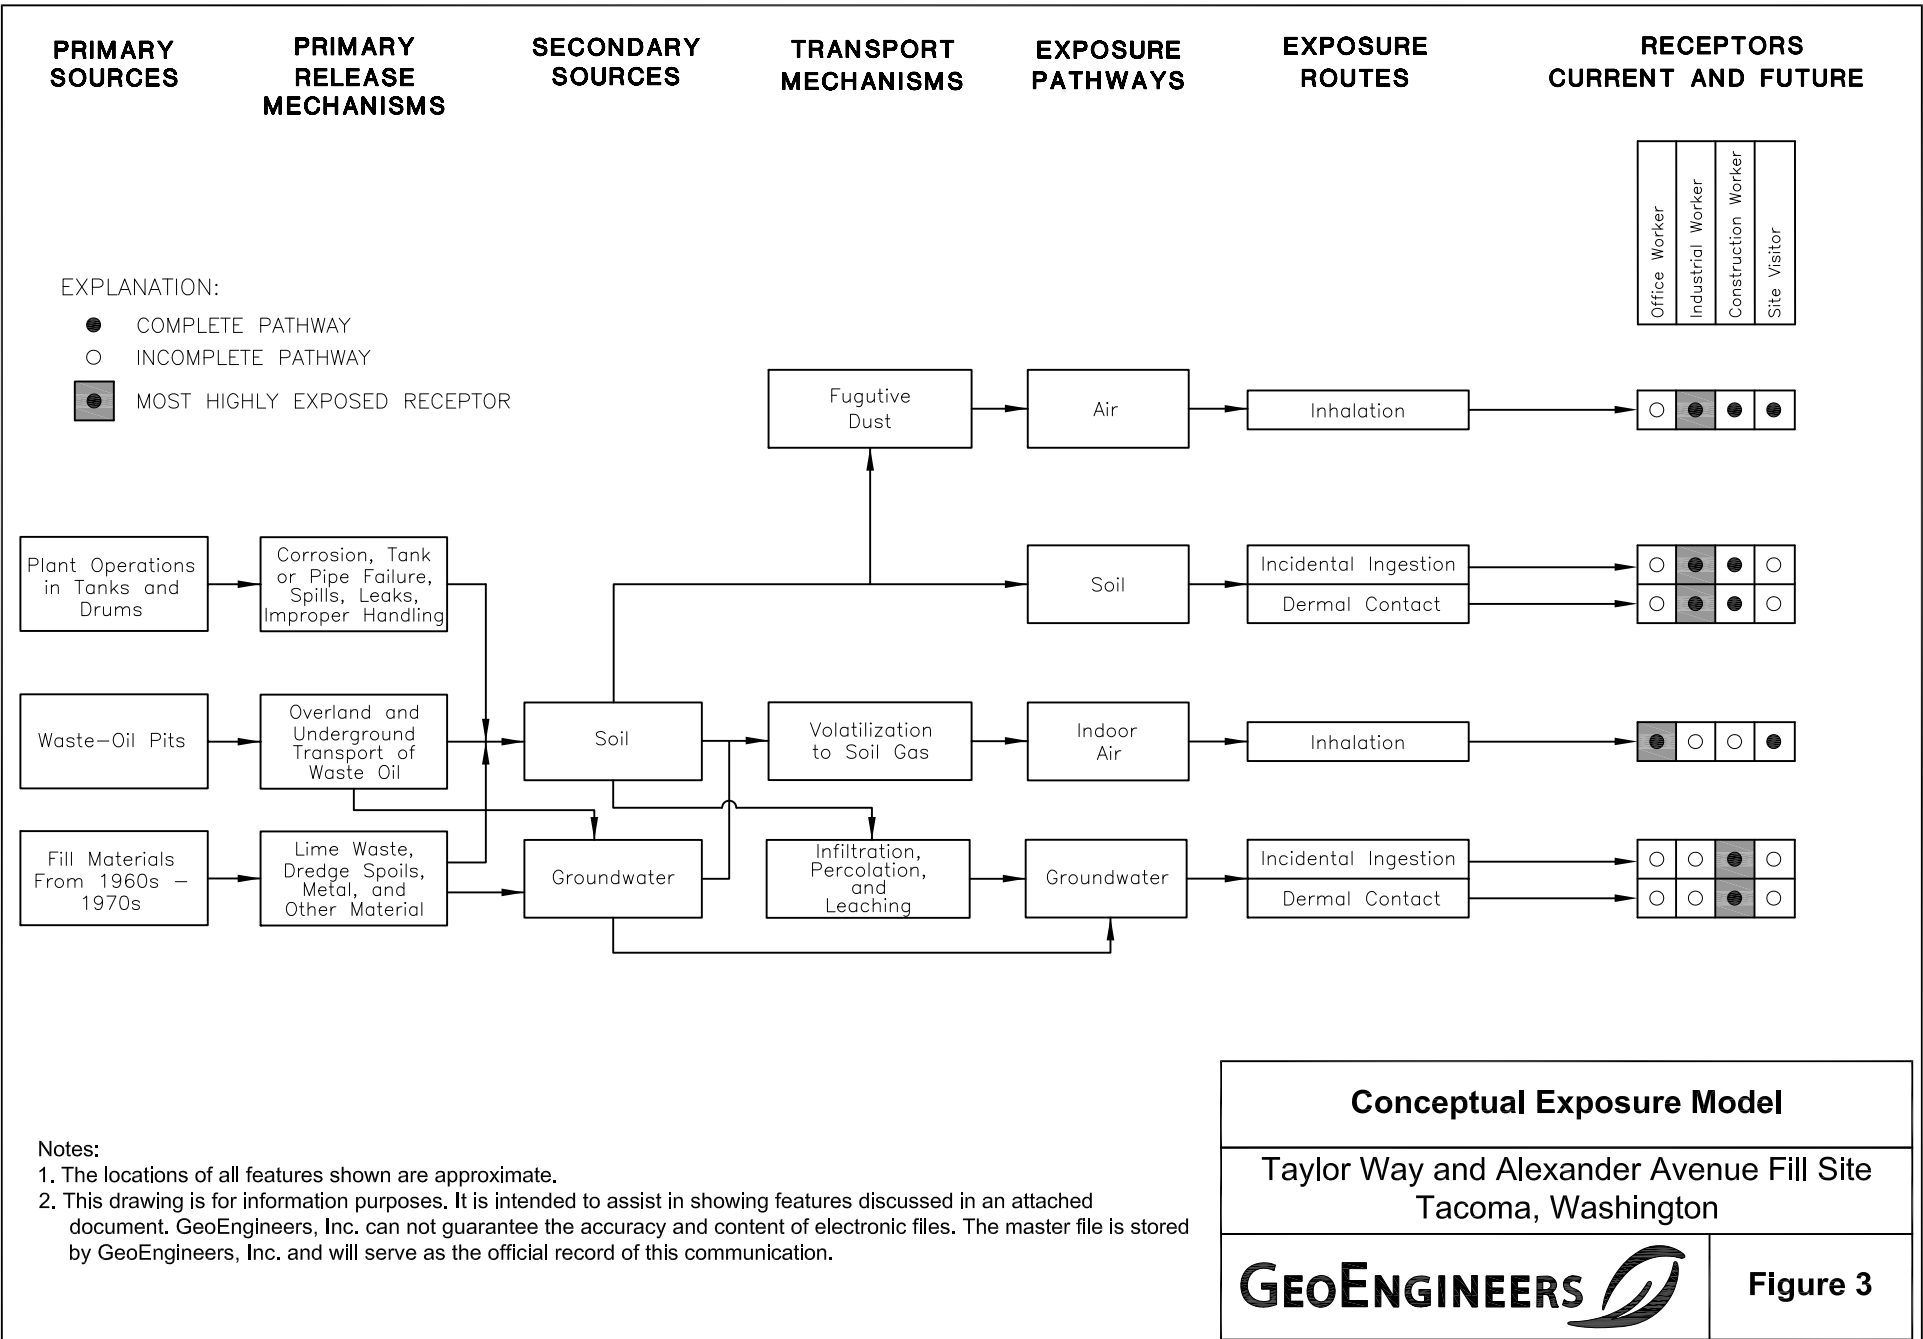 PRIMARY
SOURCES
PRIMARY
RELEASE
MECHANISMS
SECONDARY
SOURCES
TRANSPORT
MECHANISMS
EXPOSURE
PATHWAYS
EXPOSURE
ROUTES
RECEPTORS
CURRENT AND FUTURE
Office Worker
Industrial Worker
Construction Worker
Site Visitor
EXPLANATION:
COMPLETE PATHWAY
INCOMPLETE PATHWAY
MOST HIGHLY EXPOSED RECEPTOR
Fugutive
Dust
Air
Inhalation
Plant Operations
in Tanks and
Drums
Corrosion, Tank
or Pipe Failure,
Spills, Leaks,
Improper Handling
Soil
Incidental Ingestion
Dermal Contact
Waste-Oil Pits
Overland and
Underground
Transport of
Waste Oil
Soil
Volatilization
to Soil Gas
Indoor
Air
Inhalation
Fill Materials
From 1960s –
1970s
Lime Waste,
Dredge Spoils,
Metal, and
Other Material
Groundwater
Infiltration,
Percolation,
and
Leaching
Groundwater
Incidental Ingestion
Dermal Contact
Notes:
1. The locations of all features shown are approximate.
2. This drawing is for information purposes. It is intended to assist in showing features discussed in an attached
document. GeoEngineers, Inc. can not guarantee the accuracy and content of electronic files. The master file is stored
by GeoEngineers, Inc. and will serve as the official record of this communication.
Conceptual Exposure Model
Taylor Way and Alexander Avenue Fill Site
Tacoma, Washington
GEOENGINEERS
Figure 3